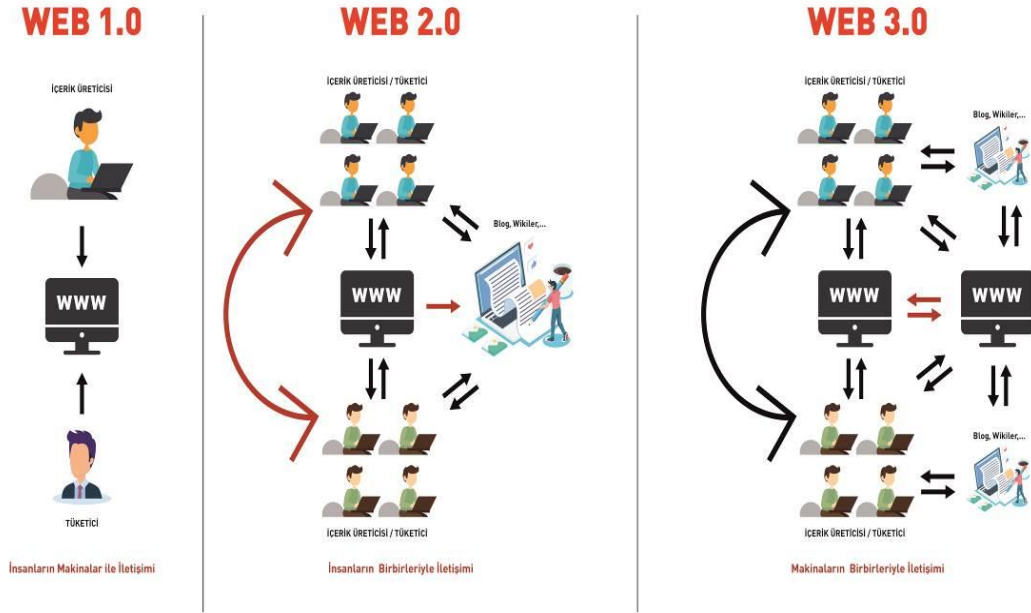 WEB 1.0
İÇERİK ÜRETİCİSİ
WWW
TÜKETİCİ
İnsanların Makinalar ile İletişimi
WEB 2.0
İÇERİK ÜRETİCİSİ / TÜKETİCİ
Blog, Wikiler,...
WWW
İÇERİK ÜRETİCİSİ / TÜKETİCİ
İnsanların Birbirleriyle İletişimi
WEB 3.0
İÇERİK ÜRETİCİSİ / TÜKETİCİ
Blog, Wikiler,...
WWW
WWW
Blog, Wikiler,...
İÇERİK ÜRETİCİSİ / TÜKETİCİ
Makinaların Birbirleriyle İletişimi